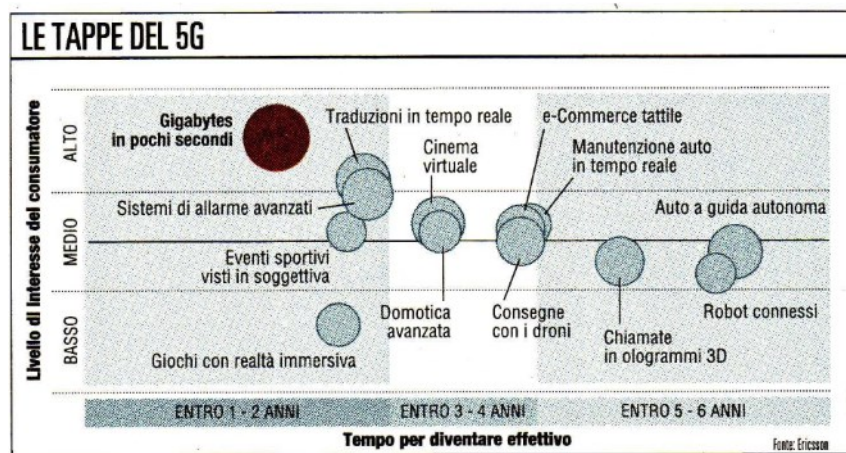 LE TAPPE DEL 5G
Livello di interesse del consumatore
ALTO
MEDIO
BASSO
Gigabytes
in pochi secondi
Traduzioni in tempo reale
e-Commerce tattile
Cinema
virtuale
Manutenzione auto
in tempo reale
Sistemi di allarme avanzati
Auto a guida autonoma
Eventi sportivi
visti in soggettiva
Domotica
avanzata
Consegne
con i droni
Chiamate
in ologrammi 3D
Robot connessi
Giochi con realtà immersiva
ENTRO 1 - 2 ANNI
ENTRO 3 - 4 ANNI
ENTRO 5 - 6 ANNI
Tempo per diventare effettivo
Fonte: Ericsson